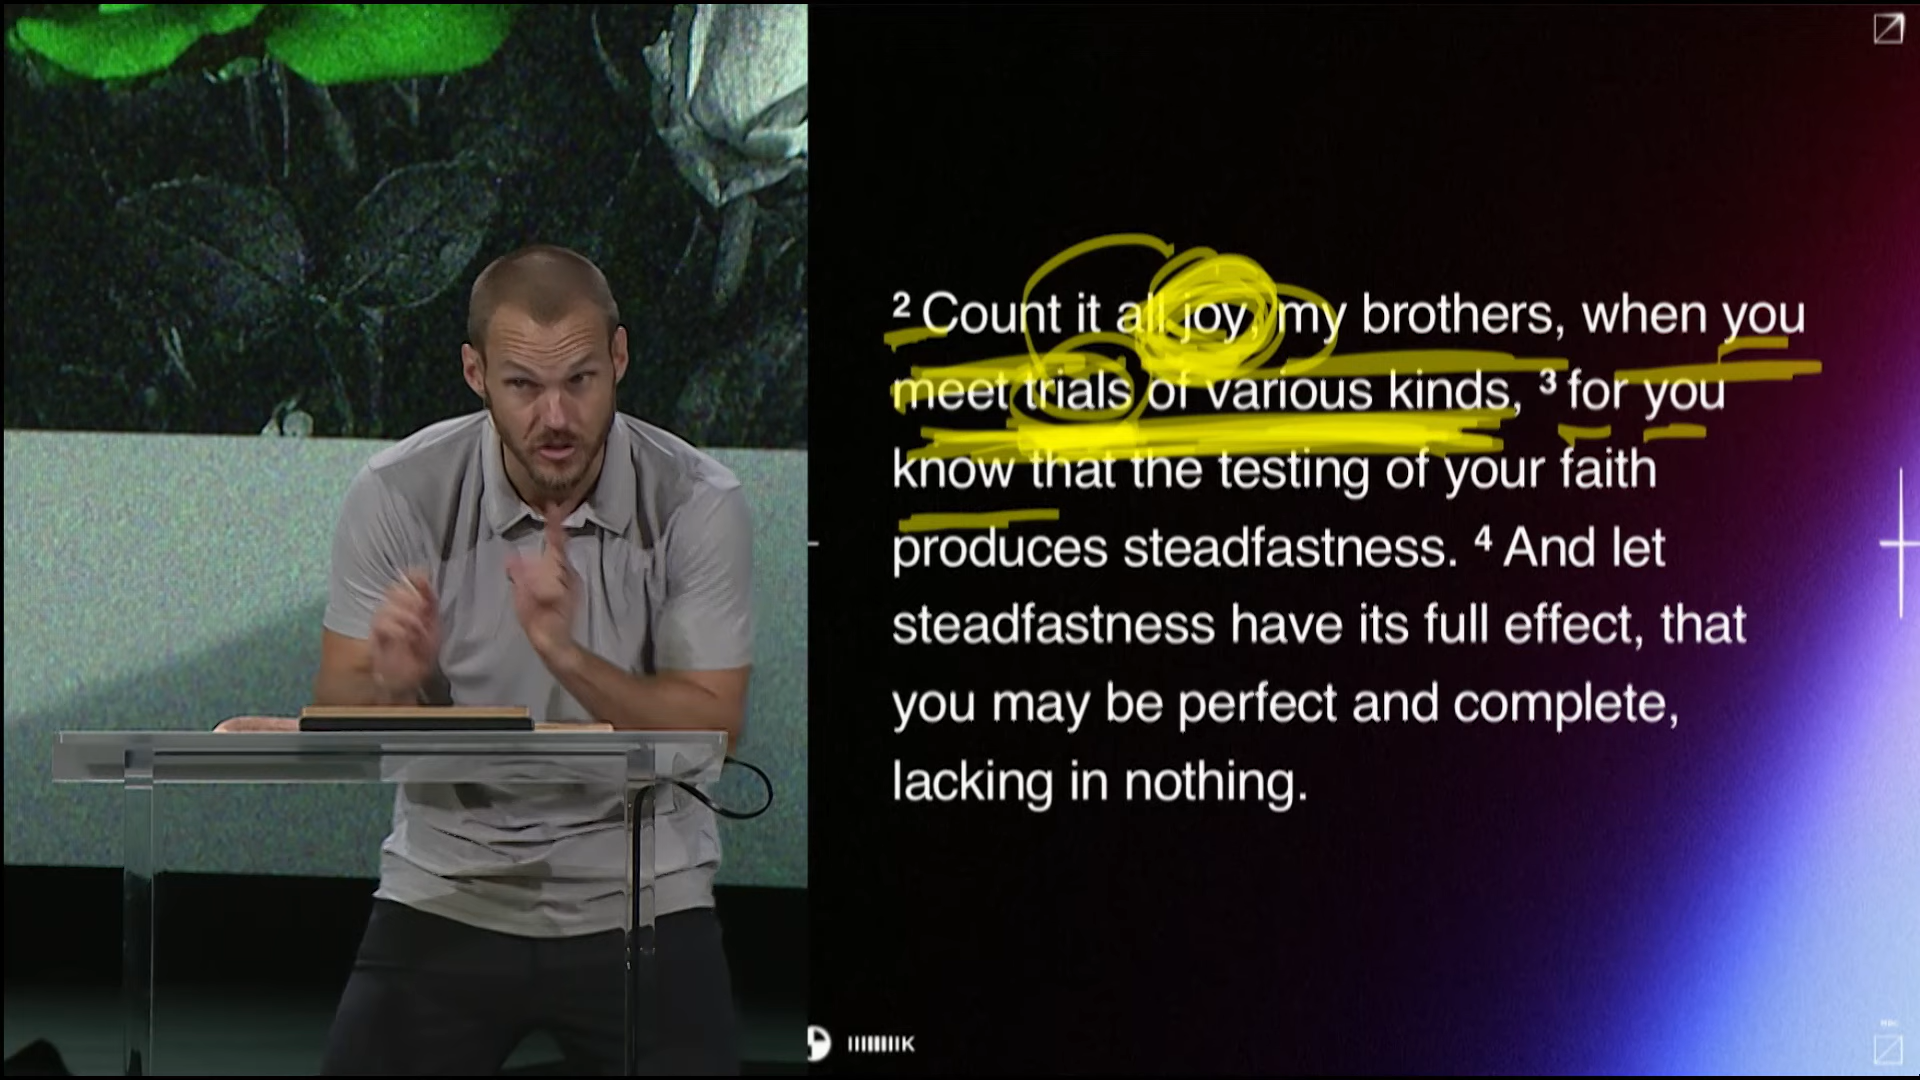 2 Count it all joy, my brothers, when you
meet trials of various kinds, 3 for you
know that the testing of your faith
produces steadfastness. 4 And let
steadfastness have its full effect, that
you may be perfect and complete,
lacking in nothing.